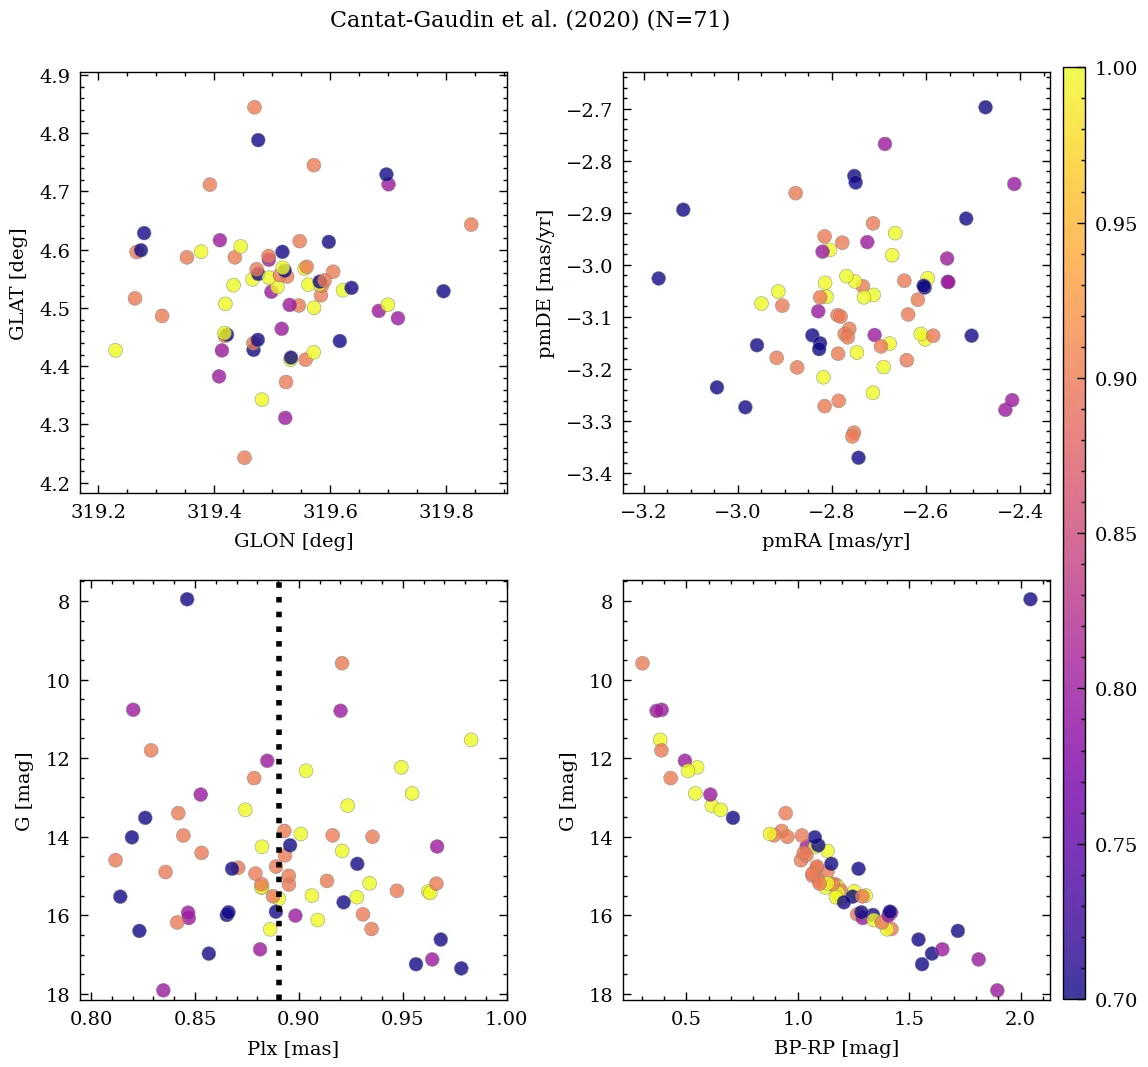 Cantat-Gaudin et al. (2020) (N=71)
4.9
4.8
4.7
4.6
4.5
4.4
4.3
4.2
GLAT [deg]
319.2 319.4 319.6 319.8
GLON [deg]
−2.7
−2.8
−2.9
−3.0
−3.1
−3.2
−3.3
−3.4
pmDE [mas/yr]
−3.2 −3.0 −2.8 −2.6 −2.4
pmRA [mas/yr]
1.00
0.95
0.90
0.85
0.80
0.75
0.70
8
10
12
14
16
18
G [mag]
0.80 0.85 0.90 0.95 1.00
Plx [mas]
8
10
12
14
16
18
G [mag]
0.5 1.0 1.5 2.0
BP-RP [mag]